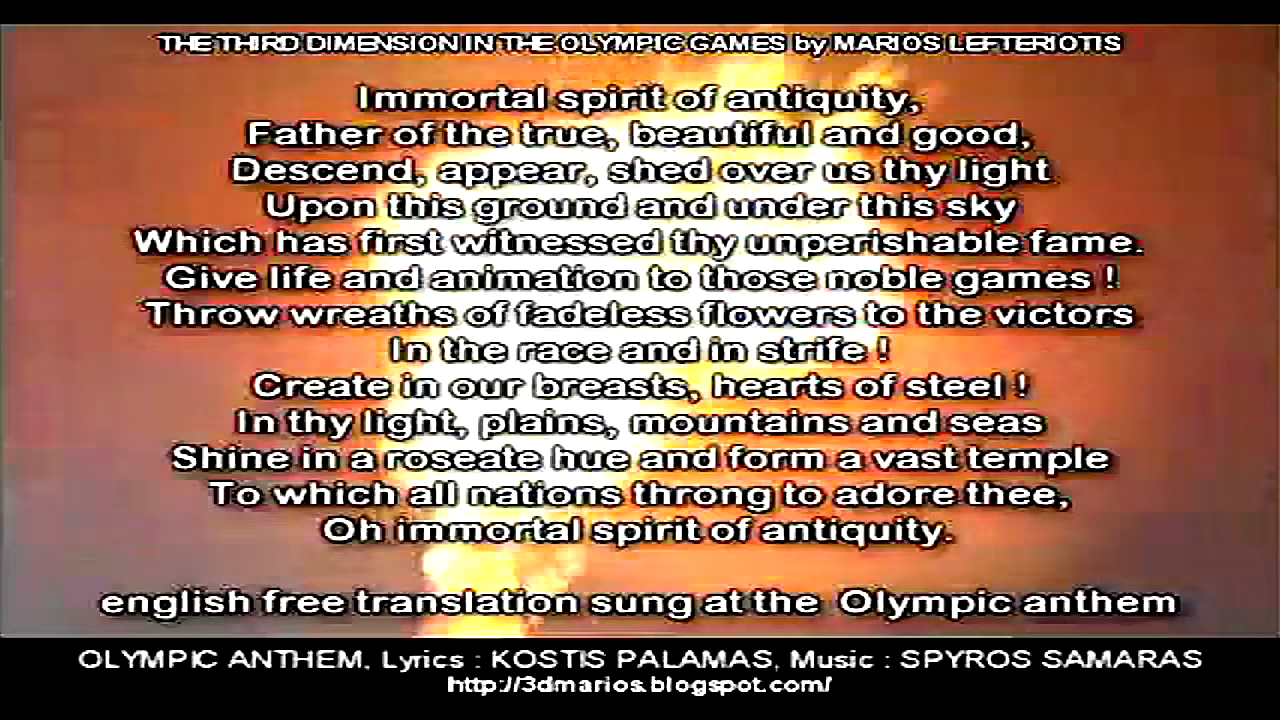 THE THIRD DIMENSION IN THE OLYMPIC GAMES by MARIOS LEFTERIOTIS
Immortal spirit of antiquity,
Father of the true, beautiful and good,
Descend, appear, shed over us thy light
Upon this ground and under this sky
Which has first witnessed thy unperishable fame.
Give life and animation to those noble games !
Throw wreaths of fadeless flowers to the victors
In the race and in strife !
Create in our breasts, hearts of steel !
In thy light, plains, mountains and seas
Shine in a roseate hue and form a vast temple
To which all nations throng to adore thee,
Oh immortal spirit of antiquity.
english free translation sung at the Olympic anthem
OLYMPIC ANTHEM, Lyrics : KOSTIS PALAMAS, Music : SPYROS SAMARAS
http://3dmarios.blogspot.com/